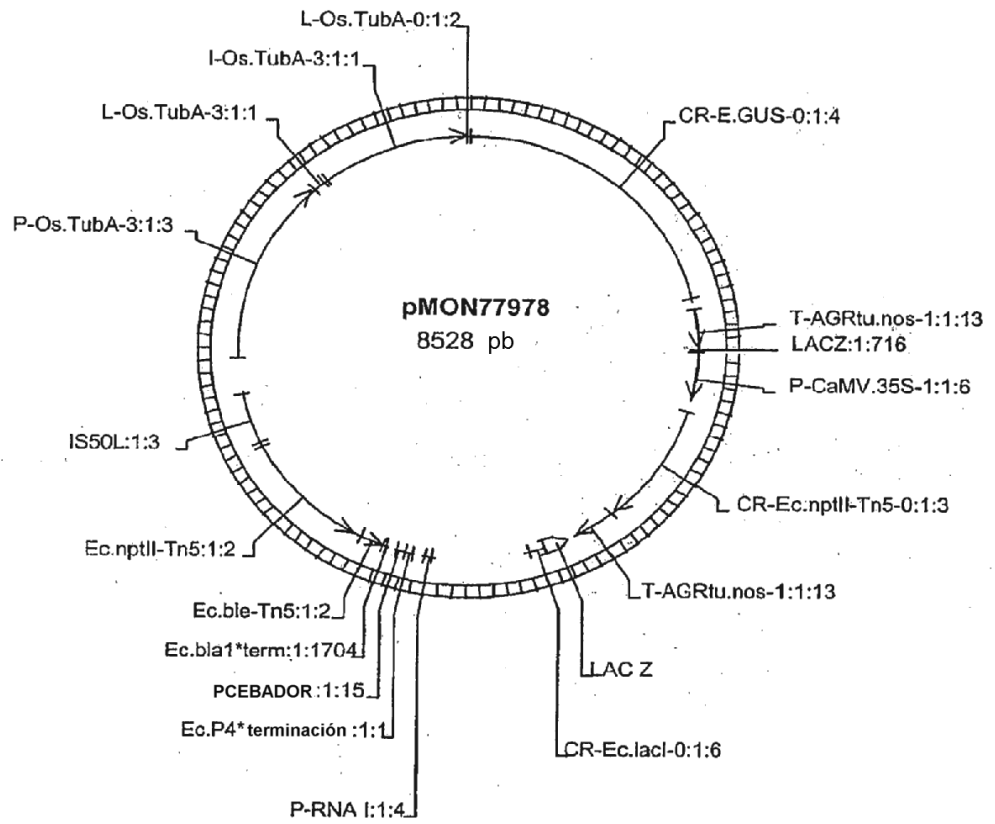 L-Os.TubA-0:1:2
I-Os.TubA-3:1:1
L-Os.TubA-3:1:1
CR-E.GUS-0:1:4
P-Os.TubA-3:1:3
pMON77978
8528 pb
T-AGRtu.nos-1:1:13
LACZ:1:716
P-CaMV.35S-1:1:6
IS50L:1:3
CR-Ec.nptII-Tn5-0:1:3
Ec.nptII-Tn5:1:2
T-AGRtu.nos-1:1:13
Ec.ble-Tn5:1:2
Ec.bla1*term:1:1704
LAC Z
PCEBADOR:1:15
Ec.P4*terminación:1:1
CR-Ec.lacI-0:1:6
P-RNA I:1:4